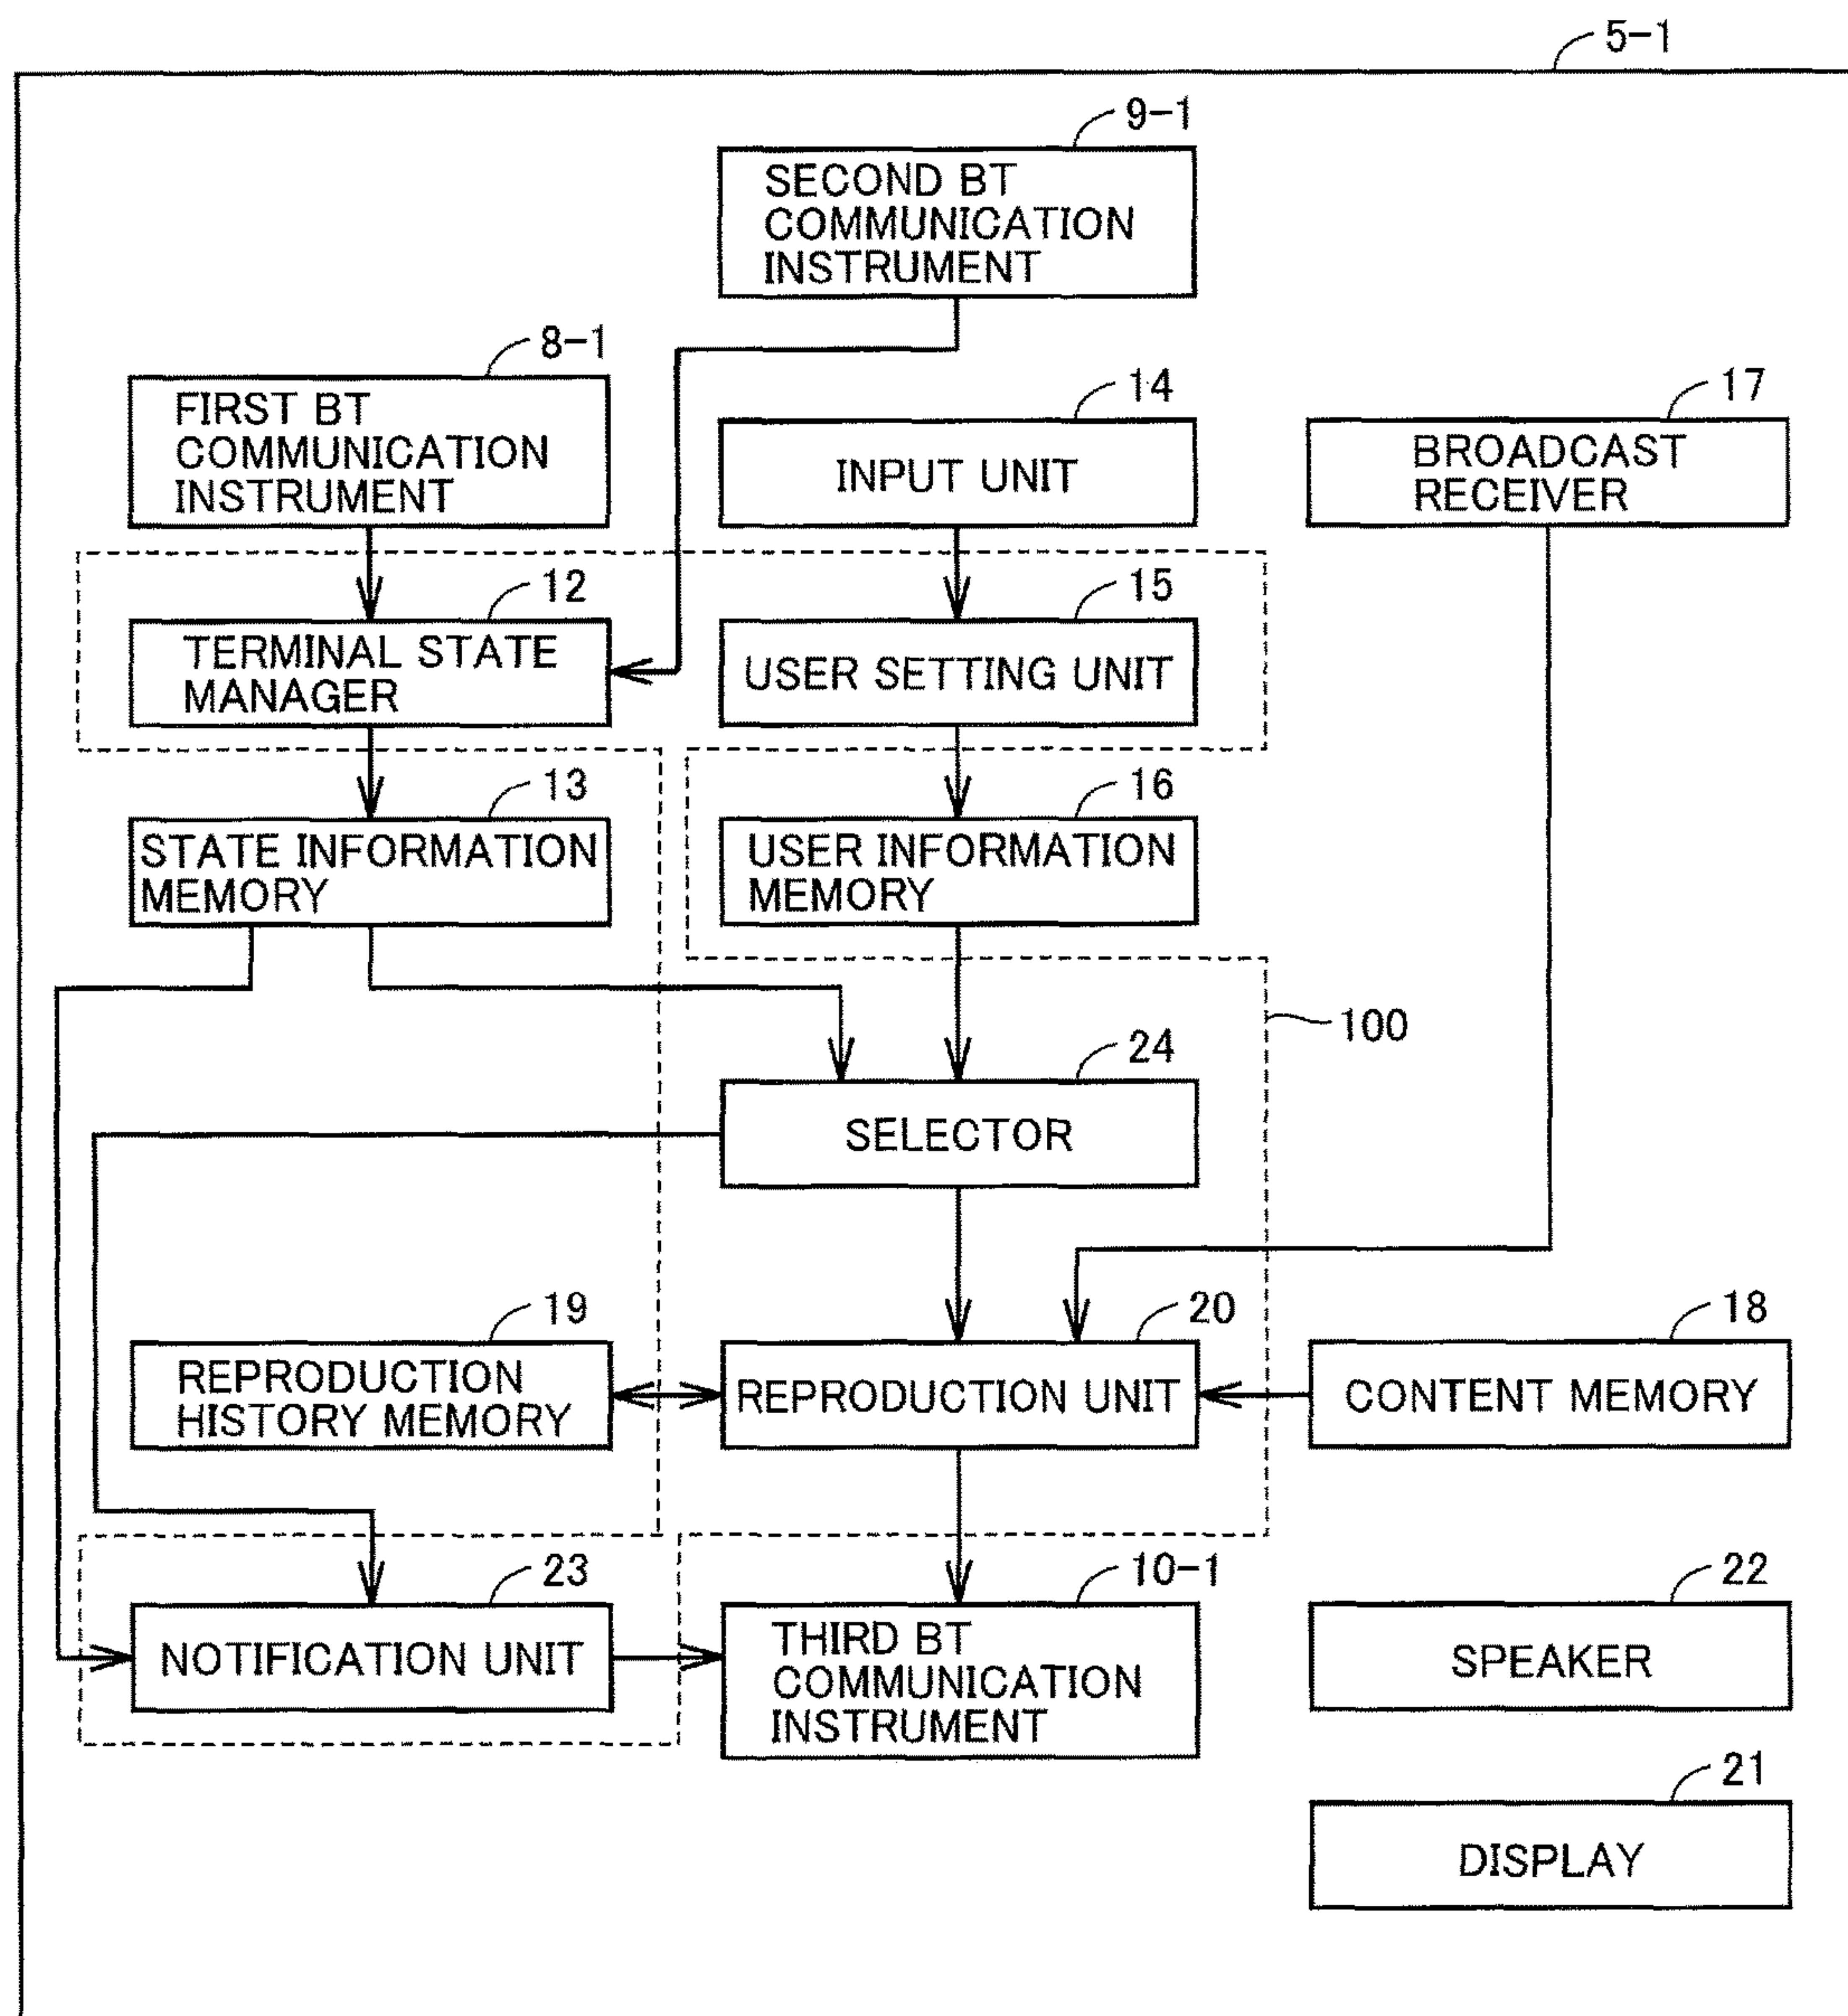 5-1
9-1
SECOND BT
COMMUNICATION
INSTRUMENT
8-1
FIRST BT
COMMUNICATION
INSTRUMENT
14
INPUT UNIT
17
BROADCAST
RECEIVER
12
TERMINAL STATE
MANAGER
15
USER SETTING UNIT
13
STATE INFORMATION
MEMORY
16
USER INFORMATION
MEMORY
100
24
SELECTOR
19
REPRODUCTION
HISTORY MEMORY
20
REPRODUCTION UNIT
18
CONTENT MEMORY
23
NOTIFICATION UNIT
10-1
THIRD BT
COMMUNICATION
INSTRUMENT
22
SPEAKER
21
DISPLAY